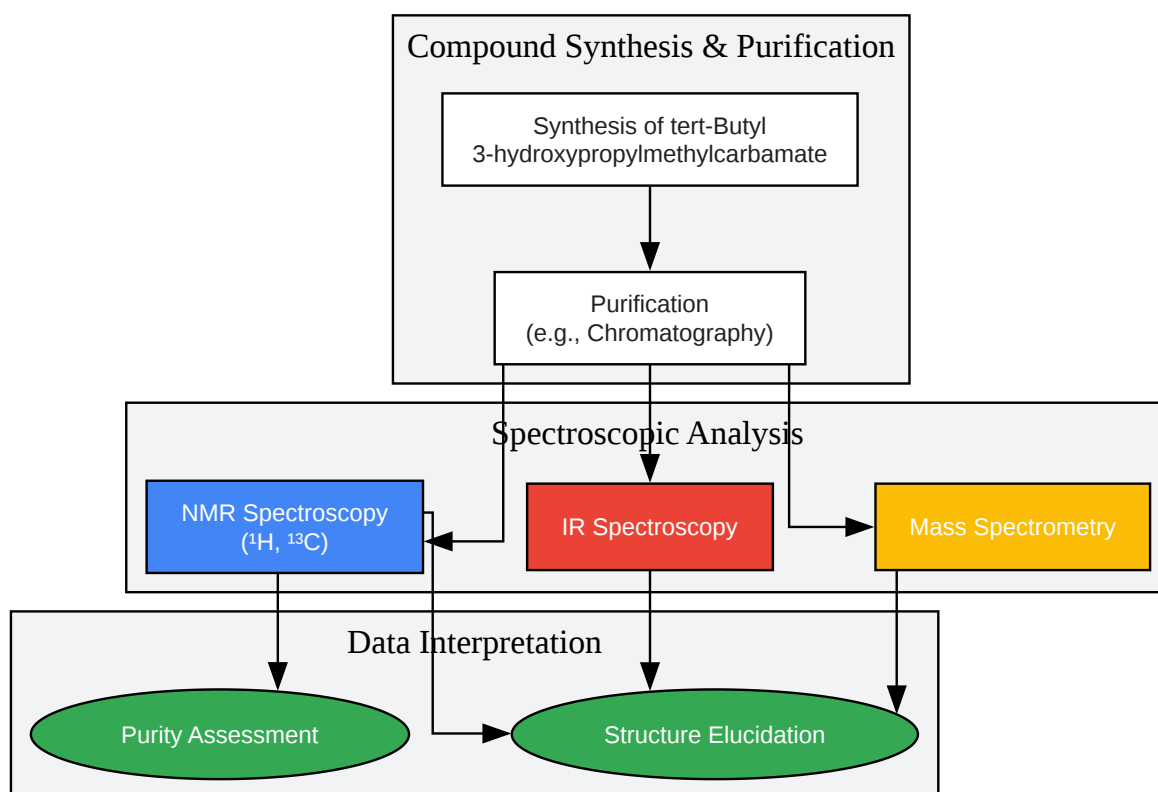 Compound Synthesis & Purification
Synthesis of tert-Butyl
3-hydroxypropylmethylcarbamate
Purification
(e.g., Chromatography)
Spectroscopic Analysis
NMR Spectroscopy
(¹H, ¹³C)
IR Spectroscopy
Mass Spectrometry
Data Interpretation
Purity Assessment
Structure Elucidation